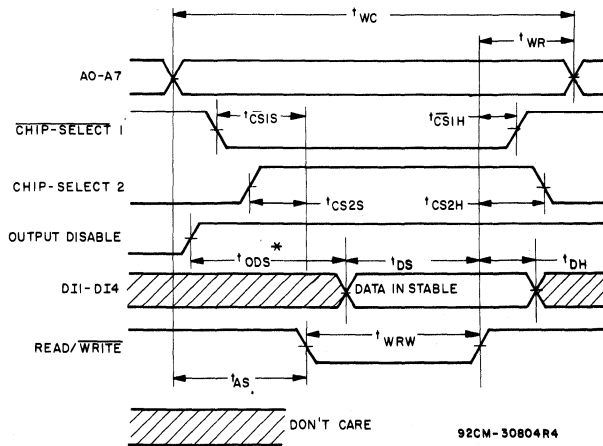 tWC
tWR
A0-A7
tCS1S
tCS1H
CHIP-SELECT 1
CHIP-SELECT 2
tCS2S
tCS2H
OUTPUT DISABLE
*
tODS
tDS
tDH
DI1-DI4
DATA IN STABLE
READ/WRITE
tWRW
tAS
DON'T CARE
92CM-30804R4